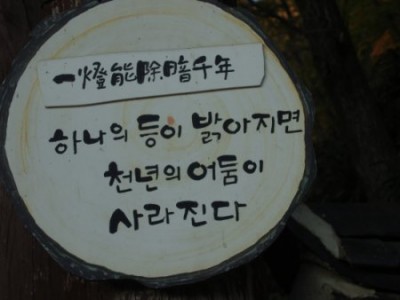 一燈能除暗千年
하나의 등이 밝아지면
천년의 어둠이
사라진다